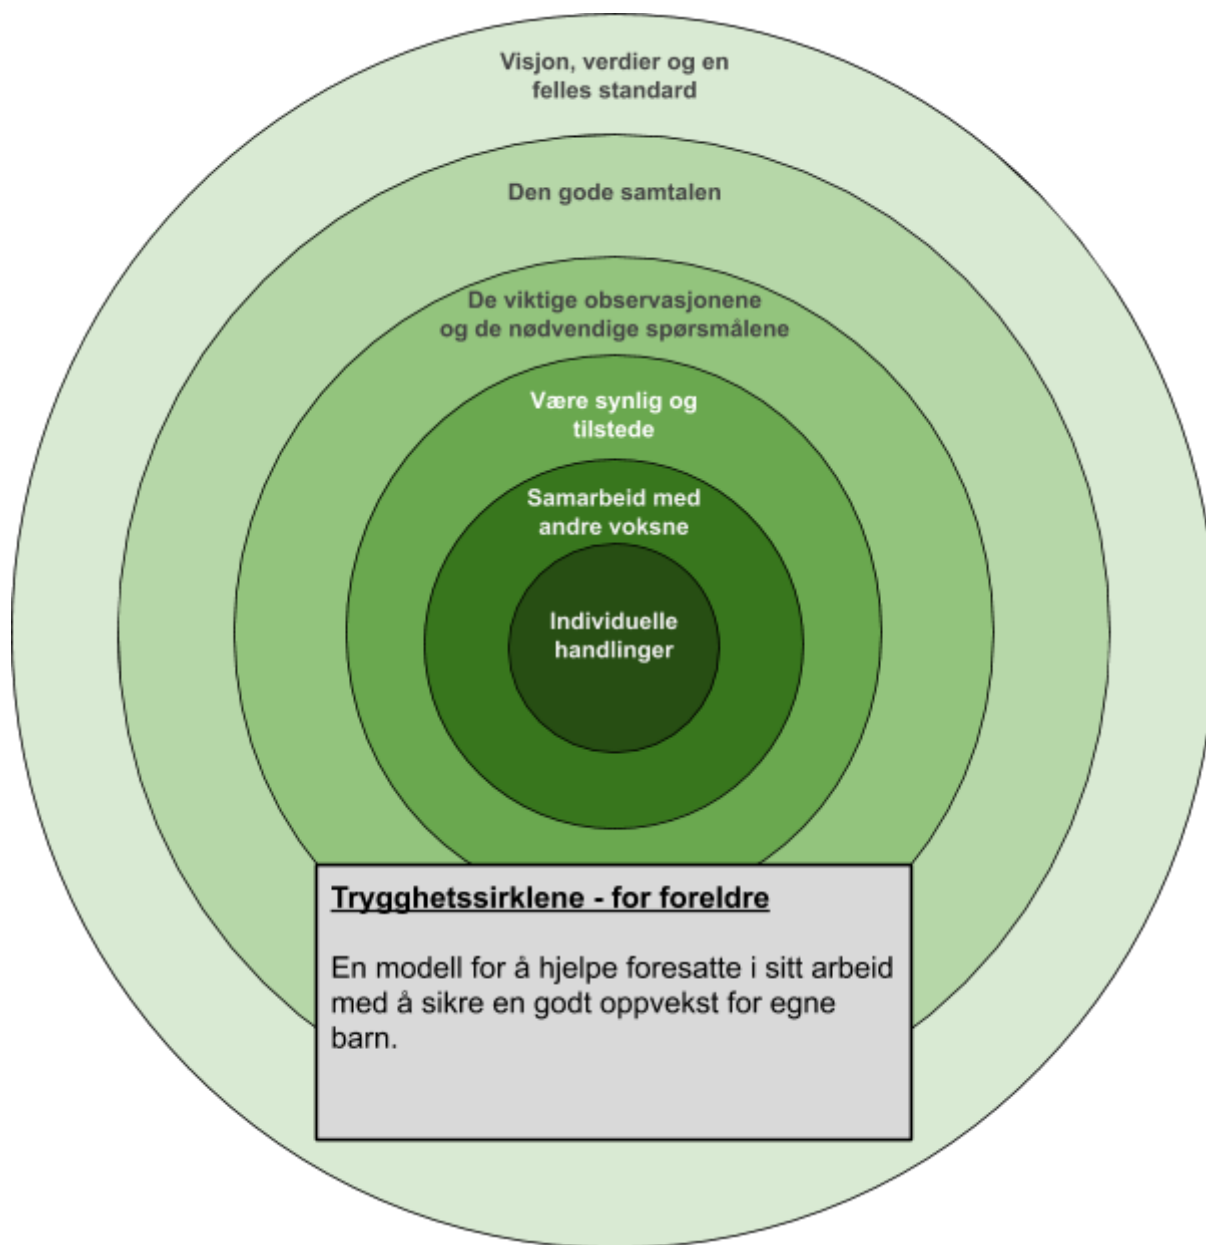 Visjon, verdier og en
felles standard
Den gode samtalen
De viktige observasjonene
og de nødvendige spørsmålene
Være synlig og
tilstede
Samarbeid med
andre voksne
Individuelle
handlinger
Trygghetssirklene - for foreldre
En modell for å hjelpe foresatte i sitt arbeid
med å sikre en godt oppvekst for egne
barn.